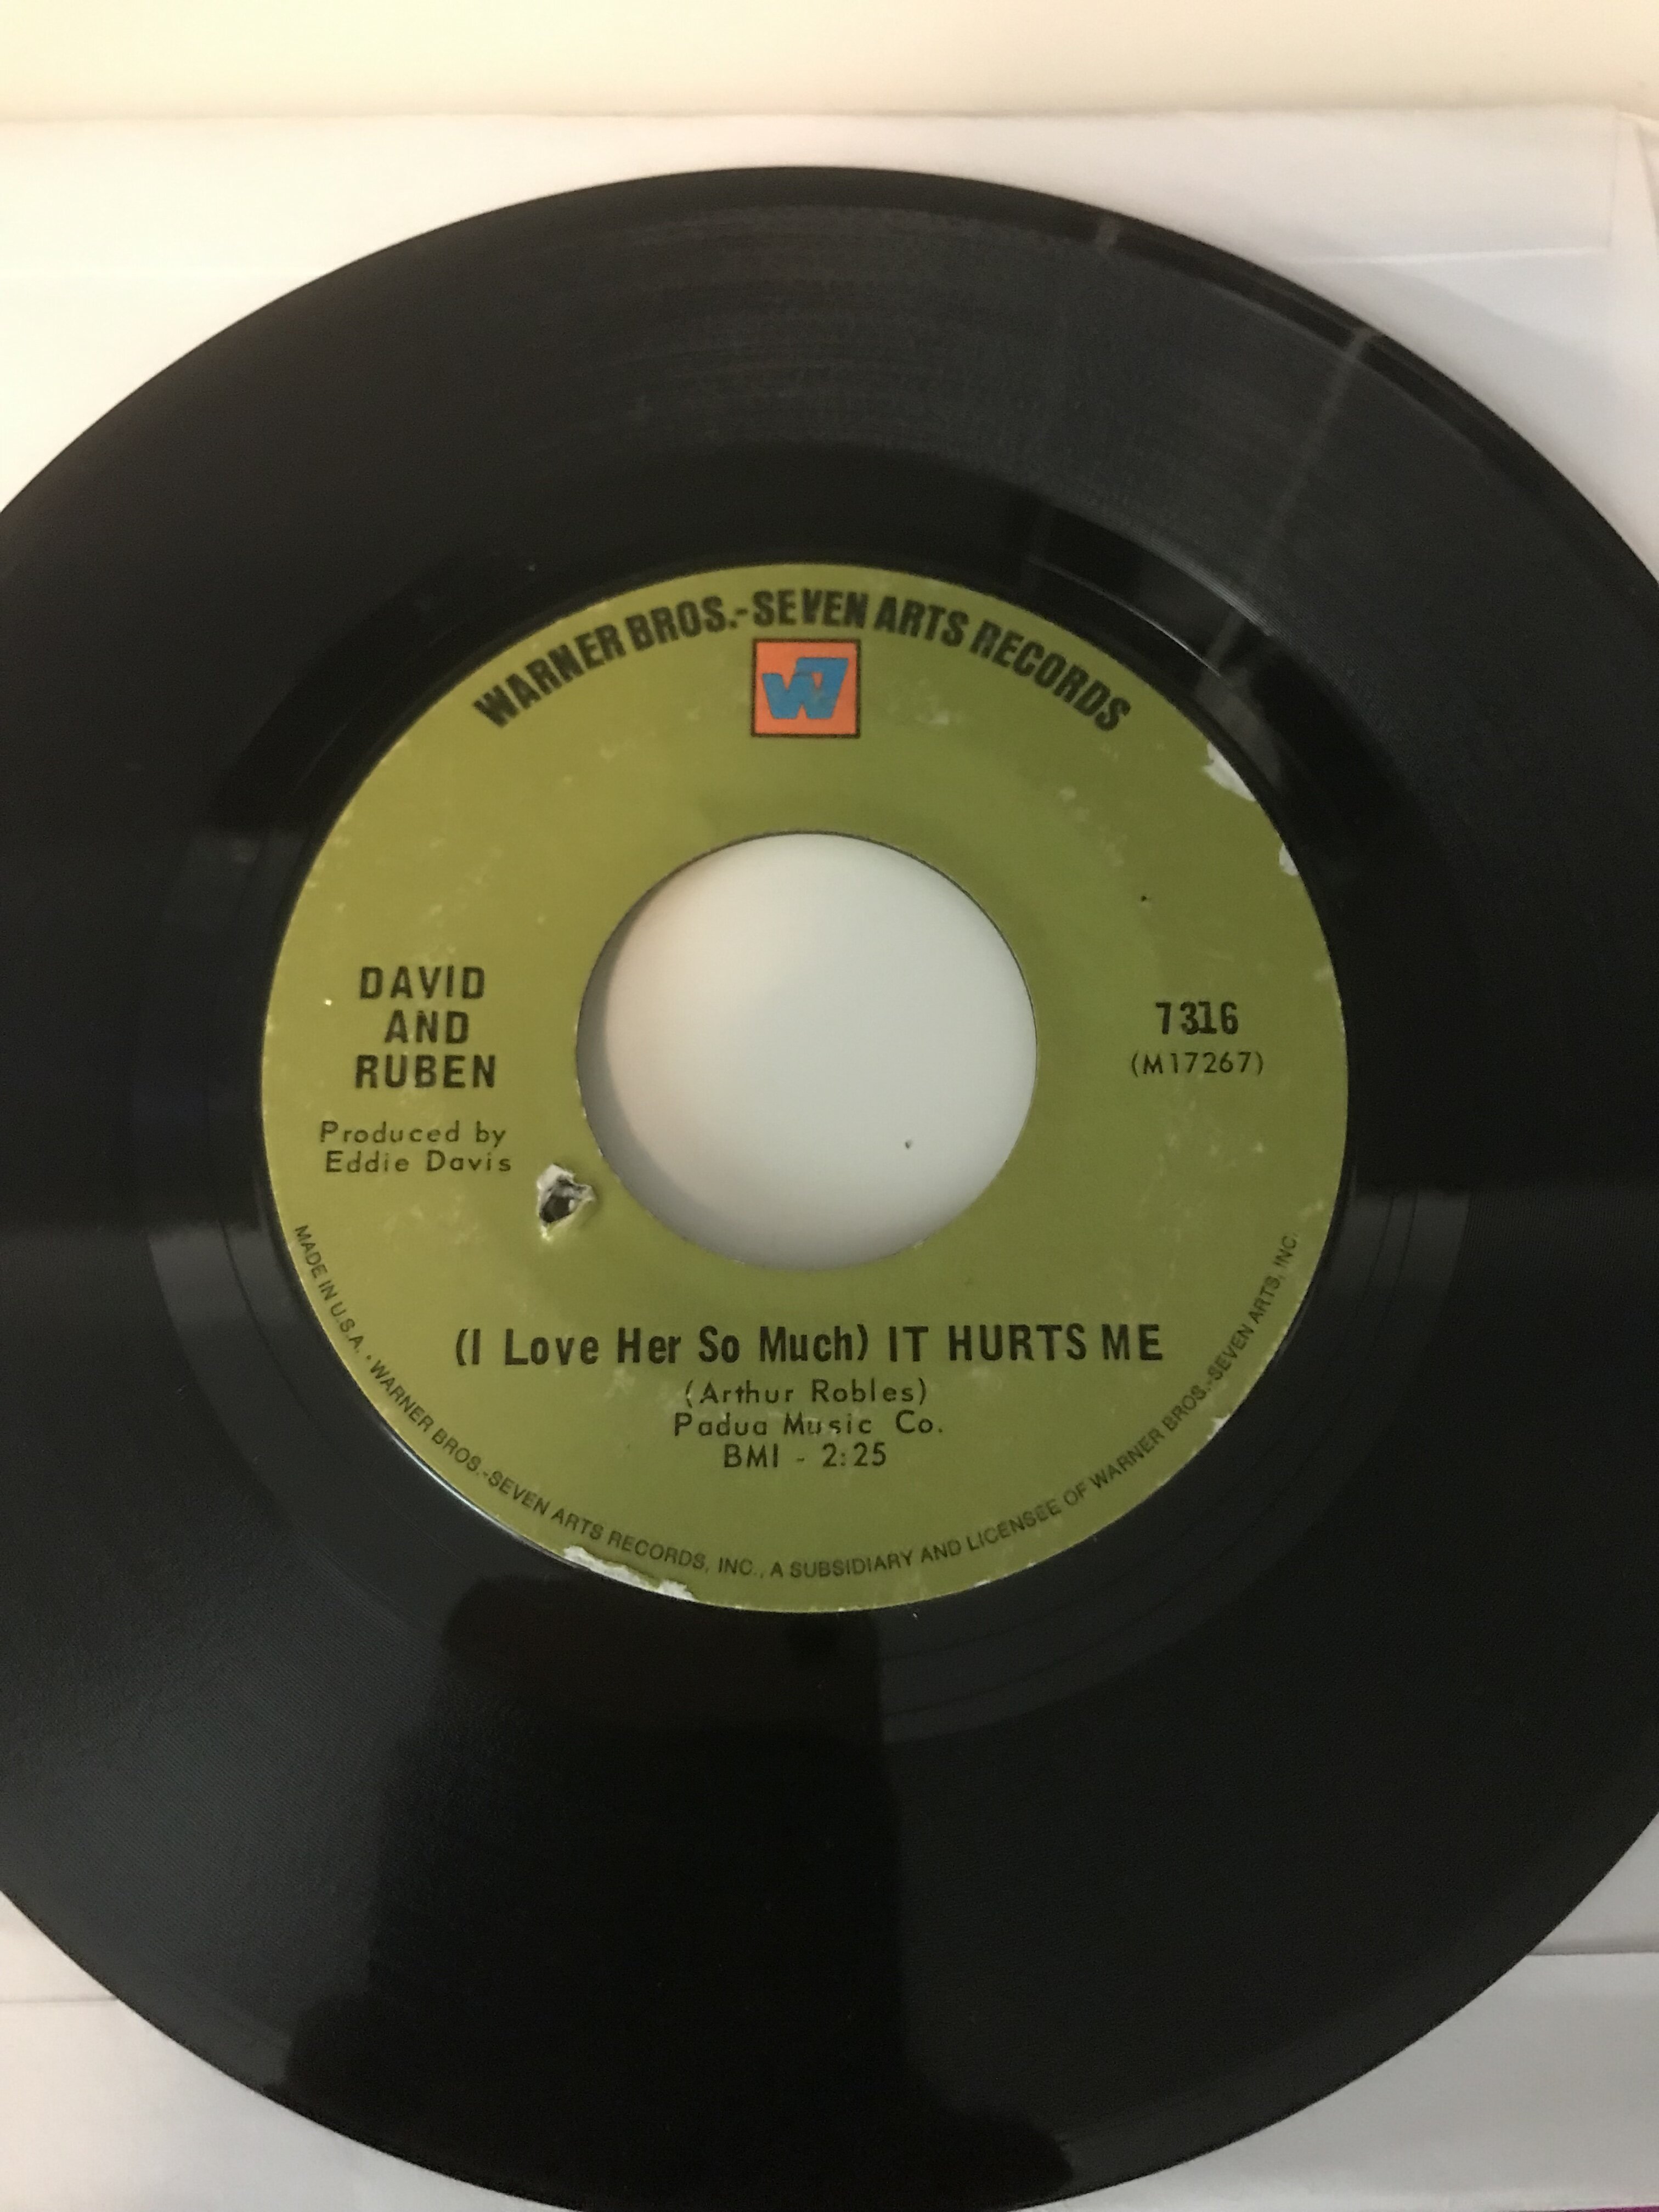 WARNER BROS.-SEVEN ARTS RECORDS
W7
DAVID
AND
RUBEN
Produced by
Eddie Davis
7316
(M17267)
(I Love Her So Much) IT HURTS ME
(Arthur Robles)
Padua Music Co.
BMI - 2:25
MADE IN U.S.A. • WARNER BROS.-SEVEN ARTS RECORDS, INC., A SUBSIDIARY AND LICENSEE OF WARNER BROS.-SEVEN ARTS, INC.